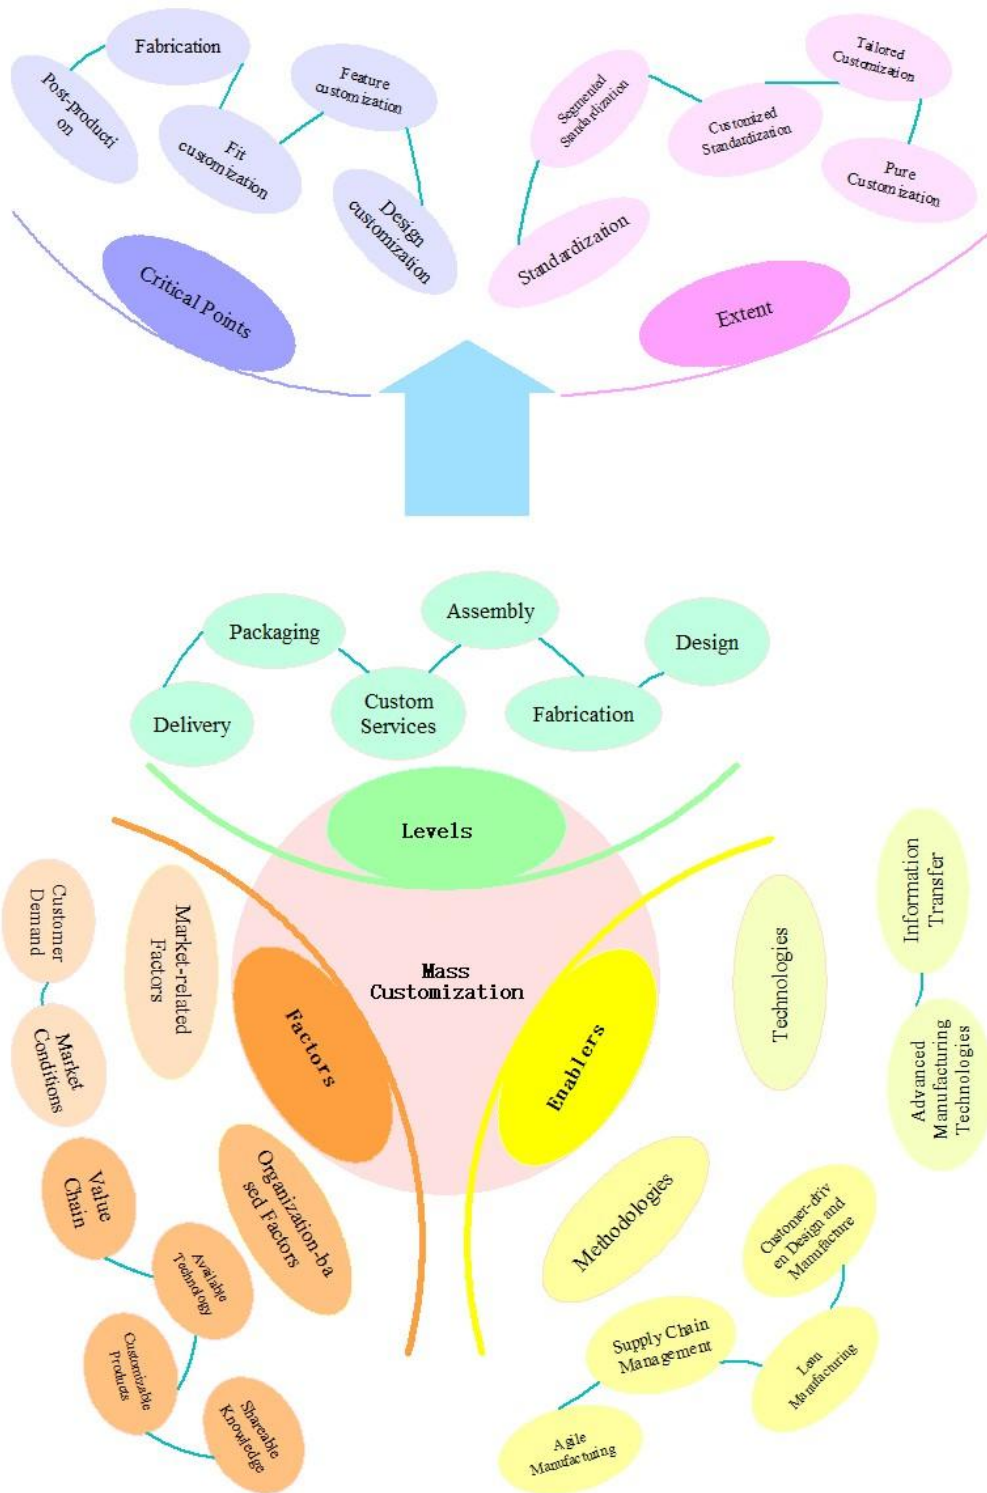 Fabrication
Post-producti
on
Fit
customization
Feature
customization
Design
customization
Critical Points
Segmented
Standardization
Standardization
Customized
Standardization
Tailored
Customization
Pure
Customization
Extent
Delivery
Packaging
Custom
Services
Assembly
Fabrication
Design
Levels
Mass
Customization
Factors
Enablers
Customer
Demand
Market
Conditions
Market-related
Factors
Organization-ba
sed Factors
Value
Chain
Available
Technology
Customizable
Products
Shareable
Knowledge
Technologies
Information
Transfer
Advanced
Manufacturing
Technologies
Methodologies
Customer-driv
en Design and
Manufacture
Lean
Manufacturing
Supply Chain
Management
Agile
Manufacturing